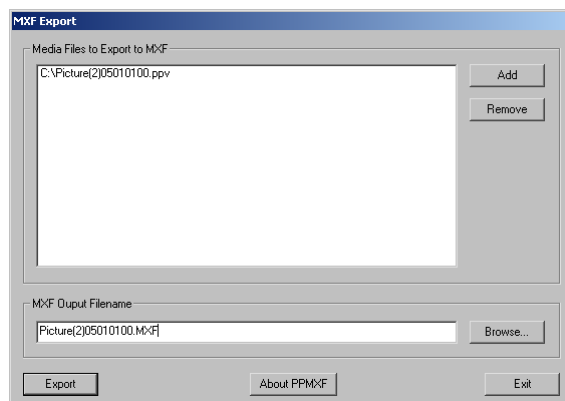 MXF Export
Media Files to Export to MXF
C:\Picture(2)05010100.ppv
Add
Remove
MXF Ouput Filename
Picture(2)05010100.MXF
Browse...
Export
About PPMXF
Exit